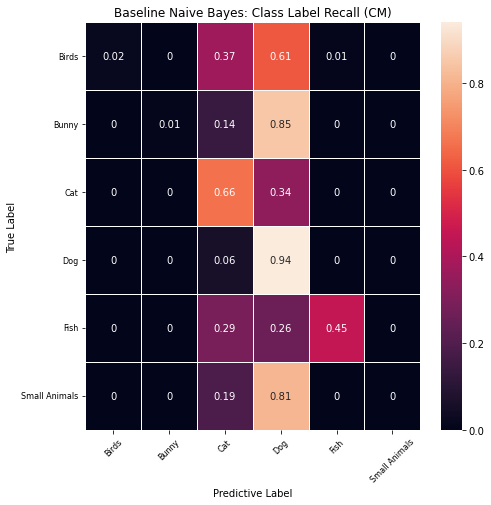 Baseline Naive Bayes: Class Label Recall (CM)
Birds 0.02 0 0.37 0.61 0.01 0
Bunny 0 0.01 0.14 0.85 0 0
Cat 0 0 0.66 0.34 0 0
Dog 0 0 0.06 0.94 0 0
Fish 0 0 0.29 0.26 0.45 0
Small Animals 0 0 0.19 0.81 0 0
Birds Bunny Cat Dog Fish Small Animals
Predictive Label
True Label
0.8
0.6
0.4
0.2
0.0